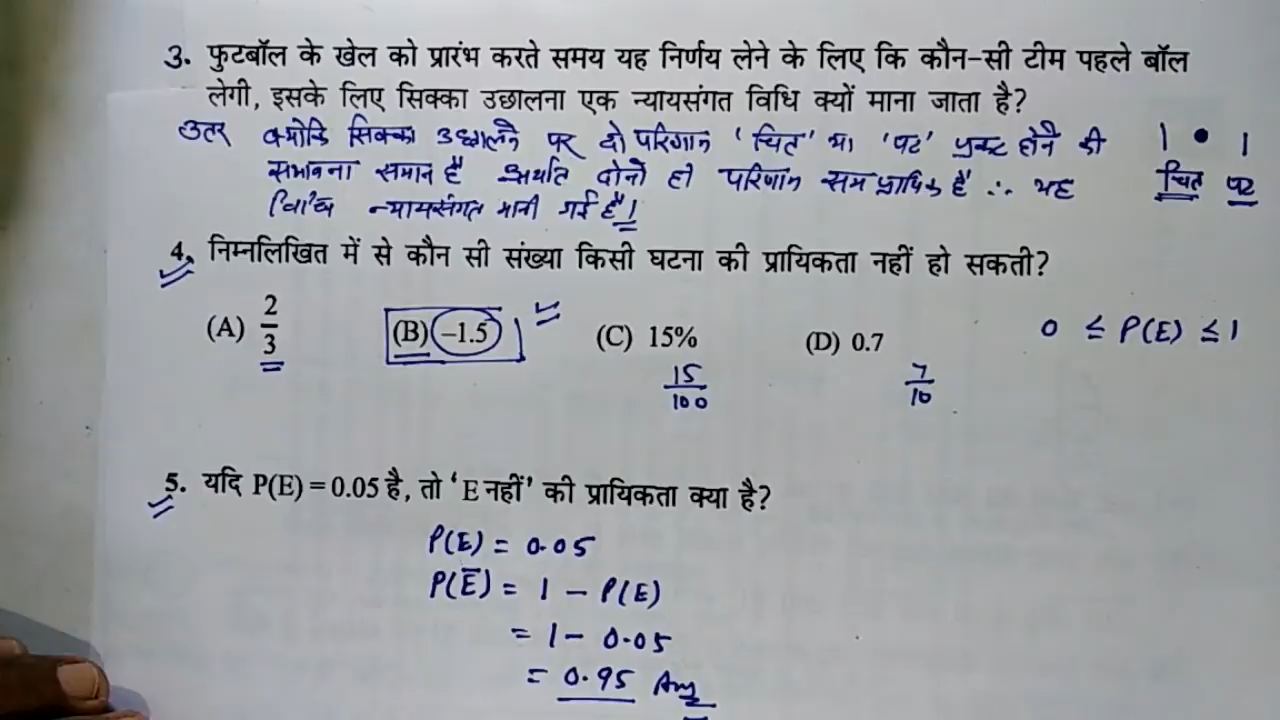 3. फुटबॉल के खेल को प्रारंभ करते समय यह निर्णय लेने के लिए कि कौन-सी टीम पहले बॉल
लेगी, इसके लिए सिक्का उछालना एक न्यायसंगत विधि क्यों माना जाता है?
उत्तर क्योंकि सिक्का उछालने पर दो परिणाम 'चित' या 'पट' प्रकट होने की
सम्भावना समान है अर्थात दोनों ही परिणाम सम प्रायिक है ∴ यह
विधि न्यायसंगत मानी गई है।
1 • 1
चित पट
4. निम्नलिखित में से कौन सी संख्या किसी घटना की प्रायिकता नहीं हो सकती?
(A) 2/3 (B) -1.5 (C) 15% (D) 0.7 0 ≤ P(E) ≤ 1
15/100 7/10
5. यदि P(E) = 0.05 है, तो 'E नहीं' की प्रायिकता क्या है?
P(E) = 0.05
P(E̅) = 1 - P(E)
= 1 - 0.05
= 0.95 Ans